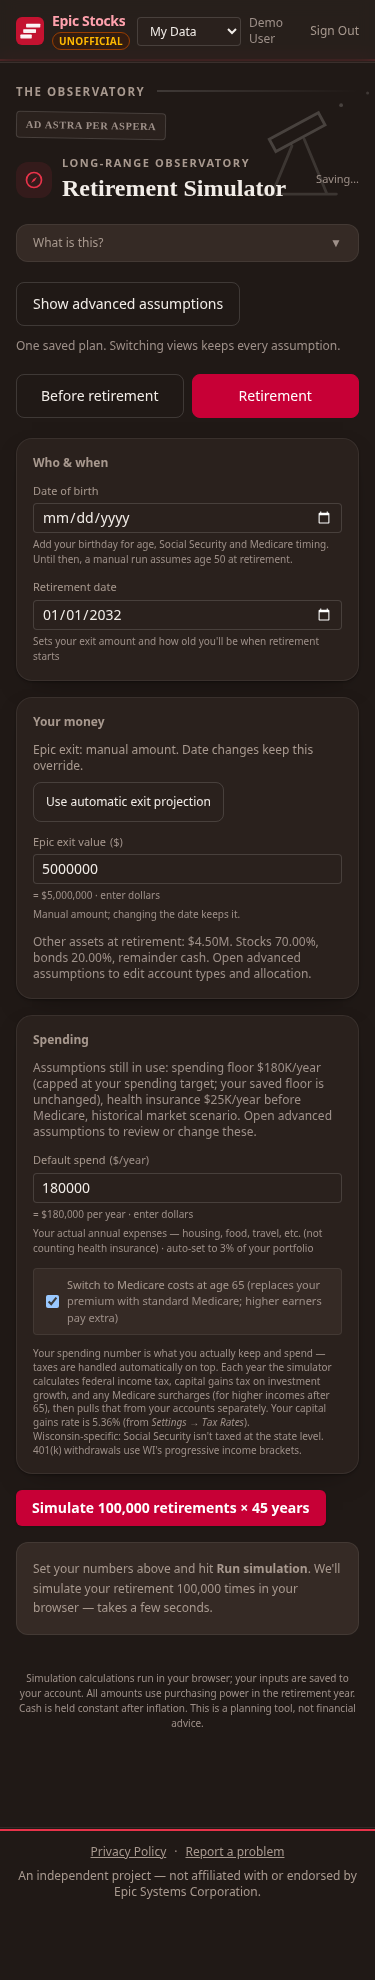 Epic Stocks
UNOFFICIAL
My Data
Demo User
Sign Out
THE OBSERVATORY
AD ASTRA PER ASPERA
LONG-RANGE OBSERVATORY
Retirement Simulator
Saving...
What is this?
▼
Show advanced assumptions
One saved plan. Switching views keeps every assumption.
Before retirement
Retirement
Who & when
Date of birth
mm/dd/yyyy
Add your birthday for age, Social Security and Medicare timing.
Until then, a manual run assumes age 50 at retirement.
Retirement date
01/01/2032
Sets your exit amount and how old you'll be when retirement
starts
Your money
Epic exit: manual amount. Date changes keep this
override.
Use automatic exit projection
Epic exit value ($)
5000000
= $5,000,000 · enter dollars
Manual amount; changing the date keeps it.
Other assets at retirement: $4.50M. Stocks 70.00%,
bonds 20.00%, remainder cash. Open advanced
assumptions to edit account types and allocation.
Spending
Assumptions still in use: spending floor $180K/year
(capped at your spending target; your saved floor is
unchanged), health insurance $25K/year before
Medicare, historical market scenario. Open advanced
assumptions to review or change these.
Default spend ($/year)
180000
= $180,000 per year · enter dollars
Your actual annual expenses — housing, food, travel, etc. (not
counting health insurance) · auto-set to 3% of your portfolio
Switch to Medicare costs at age 65 (replaces your
premium with standard Medicare; higher earners
pay extra)
Your spending number is what you actually keep and spend —
taxes are handled automatically on top. Each year the simulator
calculates federal income tax, capital gains tax on investment
growth, and any Medicare surcharges (for higher incomes after
65), then pulls that from your accounts separately. Your capital
gains rate is 5.36% (from Settings → Tax Rates).
Wisconsin-specific: Social Security isn't taxed at the state level.
401(k) withdrawals use WI's progressive income brackets.
Simulate 100,000 retirements × 45 years
Set your numbers above and hit Run simulation. We'll
simulate your retirement 100,000 times in your
browser — takes a few seconds.
Simulation calculations run in your browser; your inputs are saved to
your account. All amounts use purchasing power in the retirement year.
Cash is held constant after inflation. This is a planning tool, not financial
advice.
Privacy Policy · Report a problem
An independent project — not affiliated with or endorsed by
Epic Systems Corporation.